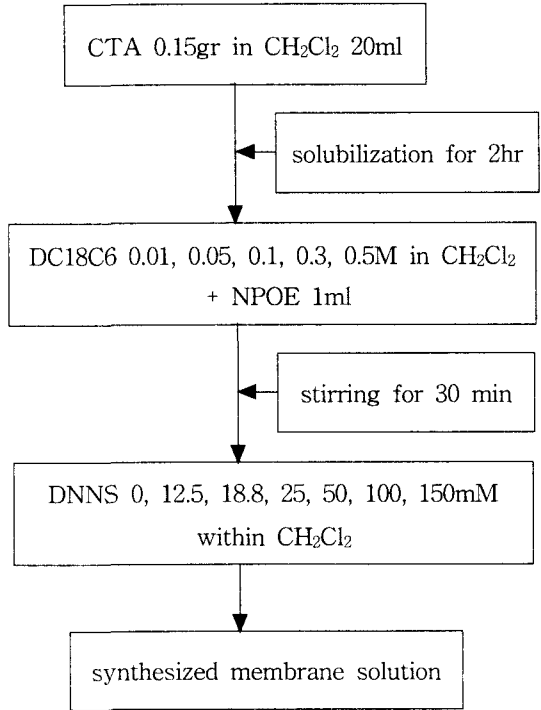 CTA 0.15gr in CH₂Cl₂ 20ml
solubilization for 2hr
DC18C6 0.01, 0.05, 0.1, 0.3, 0.5M in CH₂Cl₂
+ NPOE 1ml
stirring for 30 min
DNNS 0, 12.5, 18.8, 25, 50, 100, 150mM
within CH₂Cl₂
synthesized membrane solution